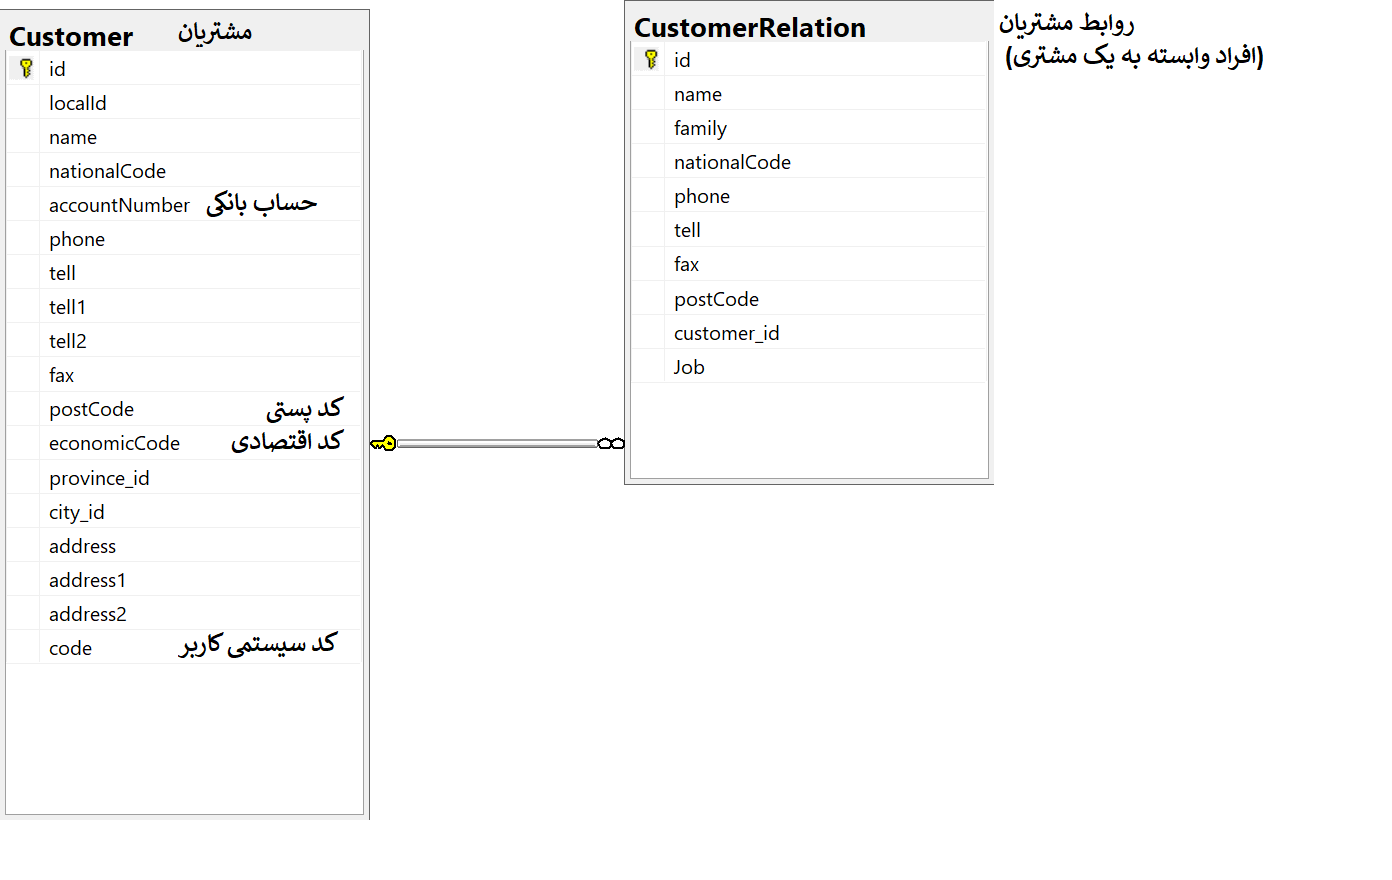 Customer مشتریان
id
localId
name
nationalCode
accountNumber حساب بانکی
phone
tell
tell1
tell2
fax
postCode کد پستی
economicCode کد اقتصادی
province_id
city_id
address
address1
address2
code کد سیستمی کاربر
CustomerRelation روابط مشتریان
(افراد وابسته به یک مشتری)
id
name
family
nationalCode
phone
tell
fax
postCode
customer_id
Job